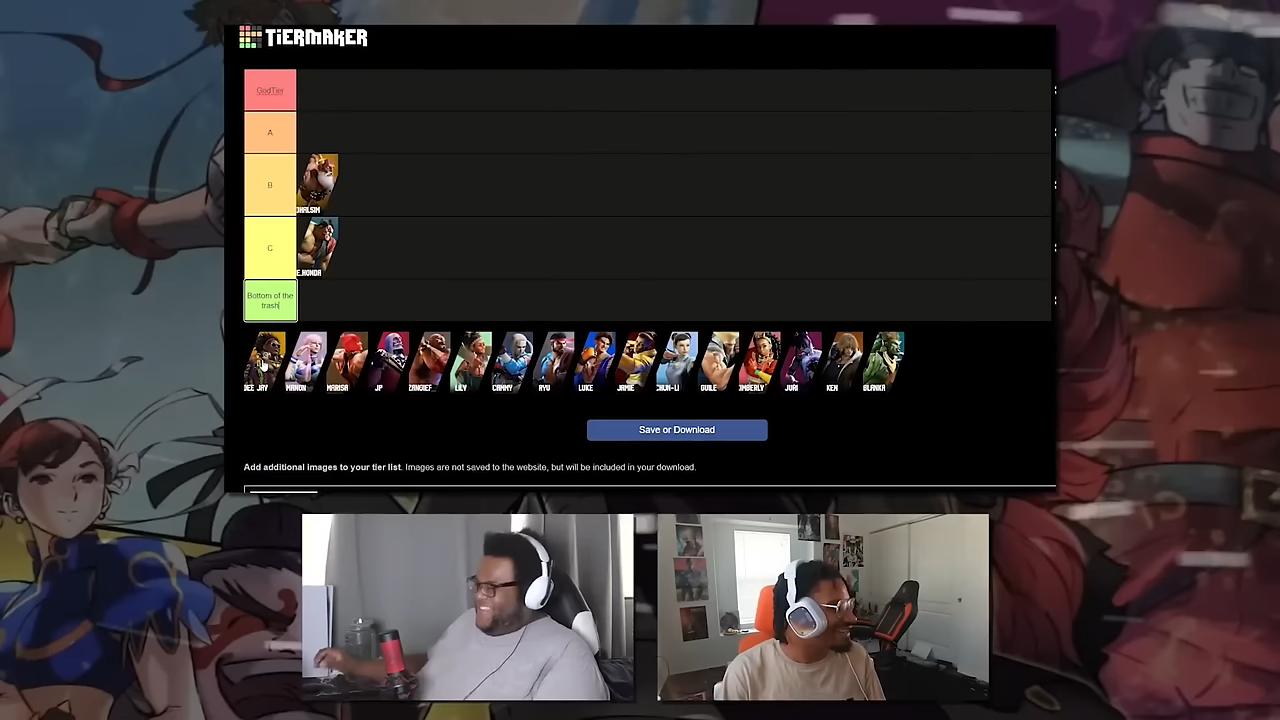 TiERMAKER
GodTier
A
B
DHALSIM
C
E.HONDA
Bottom of the
trash
DEE JAY MANON MARISA JP ZANGIEF LILY CAMMY RYU LUKE JAMIE CHUN-LI GUILE KIMBERLY JURI KEN BLANKA
Save or Download
Add additional images to your tier list. Images are not saved to the website, but will be included in your download.